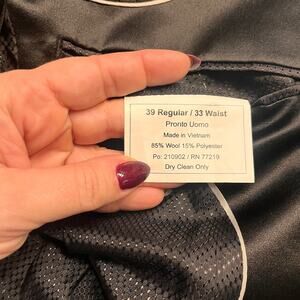 39 Regular / 33 Waist
Pronto Uomo
Made in Vietnam
85% Wool 15% Polyester
Po: 210902 / RN 77219
Dry Clean Only